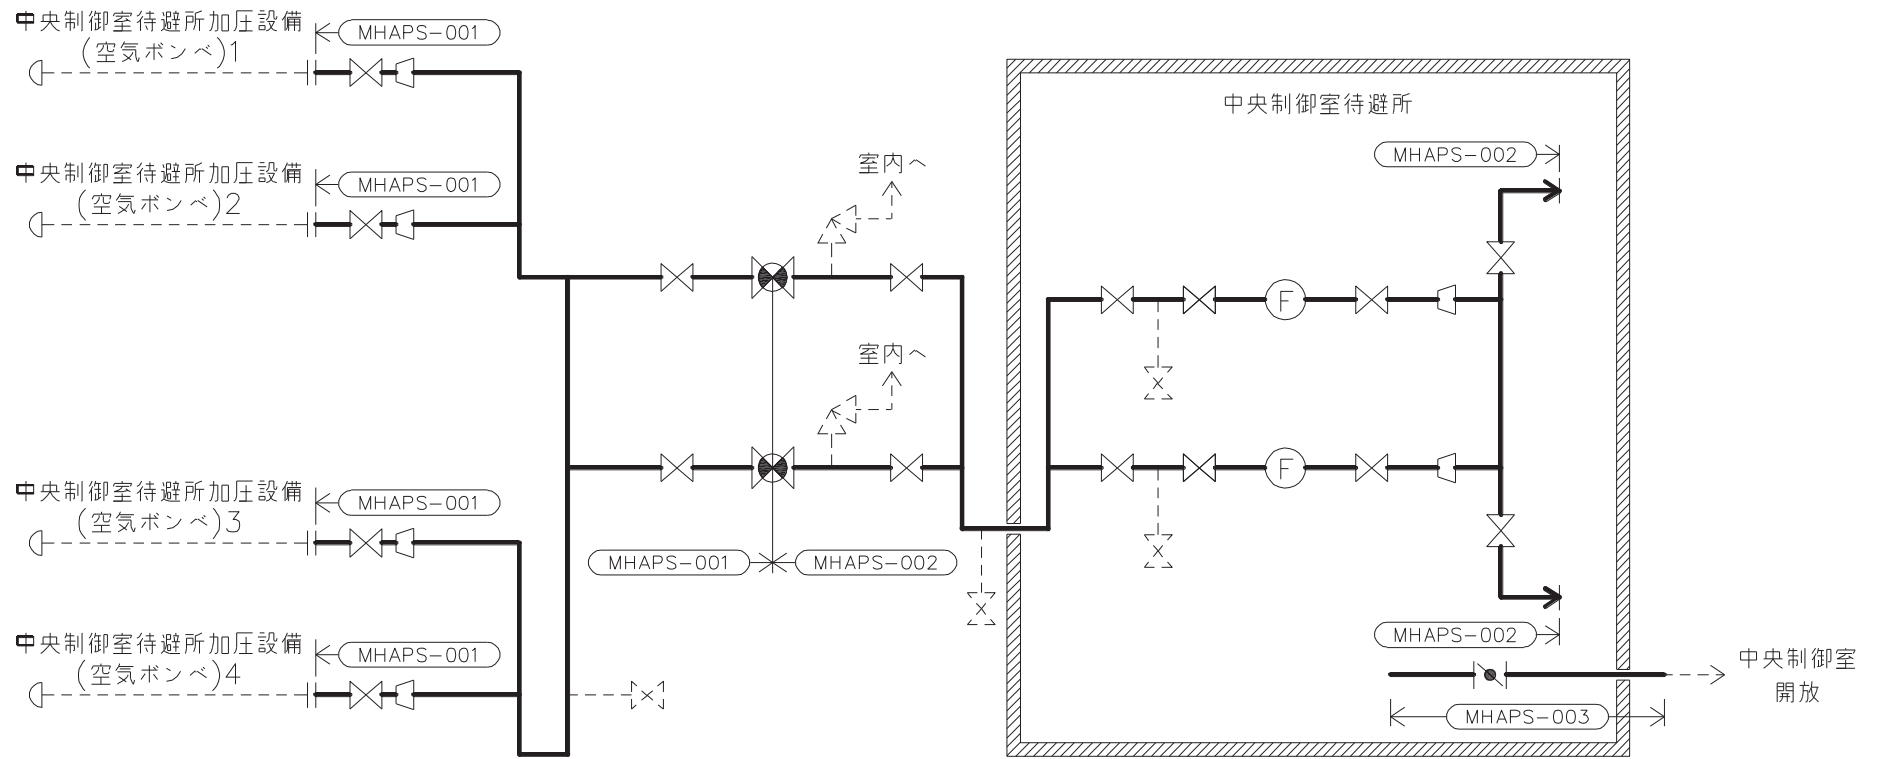 中央制御室待避所加圧設備
(空気ボンベ)1
MHAPS-001
中央制御室待避所加圧設備
(空気ボンベ)2
MHAPS-001
中央制御室待避所加圧設備
(空気ボンベ)3
MHAPS-001
中央制御室待避所加圧設備
(空気ボンベ)4
MHAPS-001
室内へ
室内へ
MHAPS-001
MHAPS-002
中央制御室待避所
MHAPS-002
F
F
MHAPS-002
MHAPS-003
中央制御室
開放